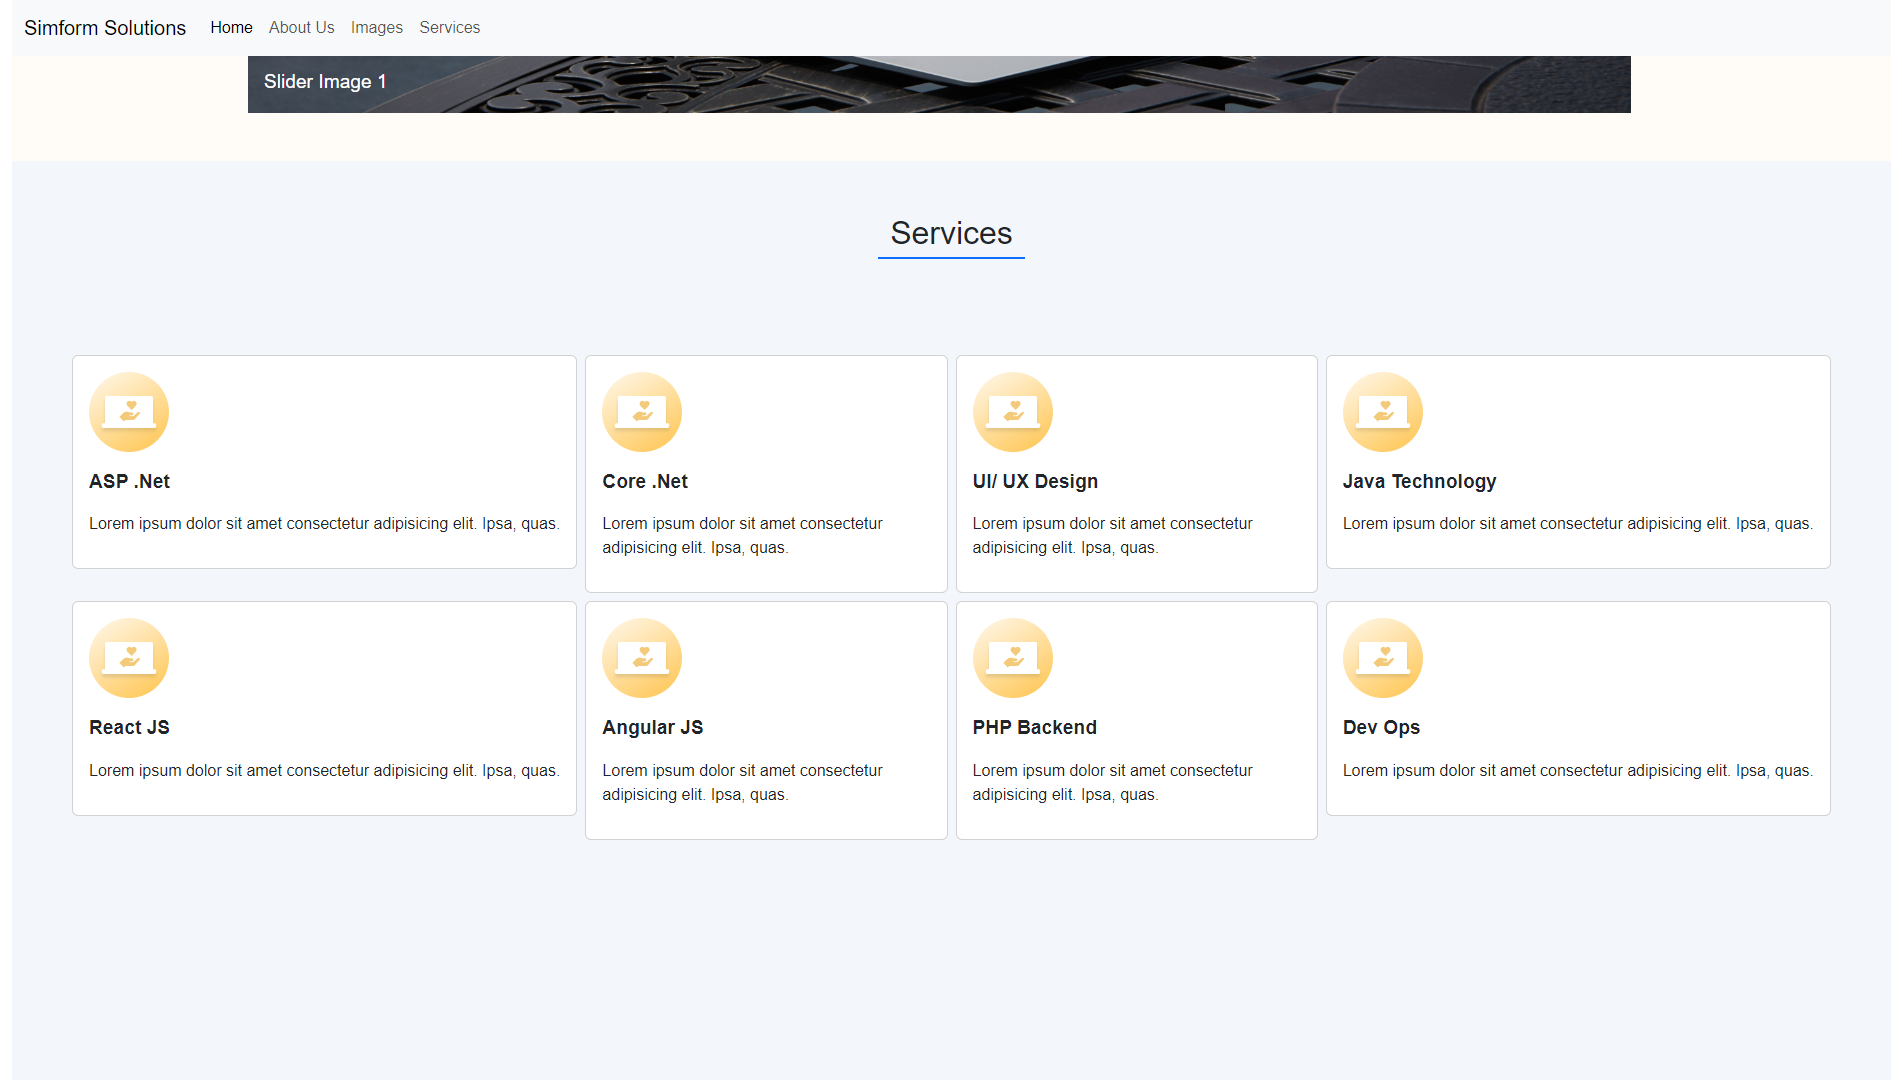 Simform Solutions Home About Us Images Services
Slider Image 1
Services
ASP .Net
Lorem ipsum dolor sit amet consectetur adipisicing elit. Ipsa, quas.
Core .Net
Lorem ipsum dolor sit amet consectetur
adipisicing elit. Ipsa, quas.
UI/ UX Design
Lorem ipsum dolor sit amet consectetur
adipisicing elit. Ipsa, quas.
Java Technology
Lorem ipsum dolor sit amet consectetur adipisicing elit. Ipsa, quas.
React JS
Lorem ipsum dolor sit amet consectetur adipisicing elit. Ipsa, quas.
Angular JS
Lorem ipsum dolor sit amet consectetur
adipisicing elit. Ipsa, quas.
PHP Backend
Lorem ipsum dolor sit amet consectetur
adipisicing elit. Ipsa, quas.
Dev Ops
Lorem ipsum dolor sit amet consectetur adipisicing elit. Ipsa, quas.